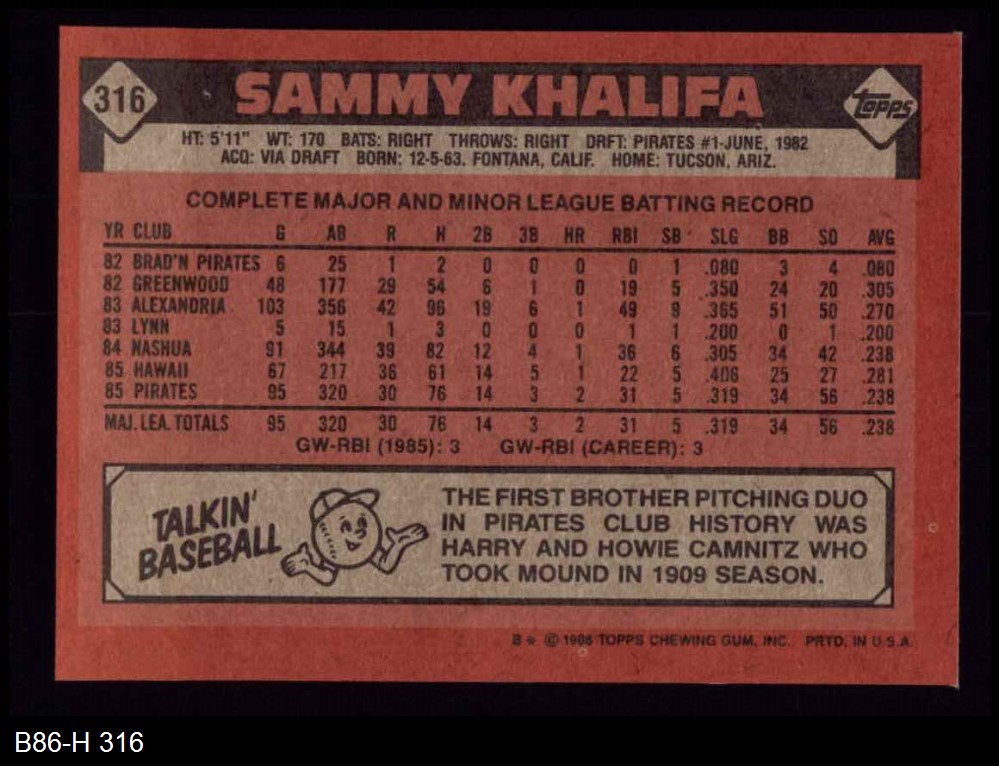 316
SAMMY KHALIFA
Topps
HT: 5'11" WT: 170 BATS: RIGHT THROWS: RIGHT DRFT: PIRATES #1-JUNE, 1982
ACQ: VIA DRAFT BORN: 12-5-63, FONTANA, CALIF. HOME: TUCSON, ARIZ.
COMPLETE MAJOR AND MINOR LEAGUE BATTING RECORD
YR CLUB G AB R H 2B 3B HR RBI SB SLG BB SO AVG
82 BRAD'N PIRATES 6 25 1 2 0 0 0 0 1 .080 3 4 .080
82 GREENWOOD 48 177 29 54 6 1 0 19 5 .350 24 20 .305
83 ALEXANDRIA 103 356 42 96 19 6 1 49 9 .365 51 50 .270
83 LYNN 5 15 1 3 0 0 0 1 1 .200 0 1 .200
84 NASHUA 91 344 39 82 12 4 1 36 6 .305 34 42 .238
85 HAWAII 67 217 36 61 14 5 1 22 5 .406 25 27 .281
85 PIRATES 95 320 30 76 14 3 2 31 5 .319 34 56 .238
MAJ. LEA. TOTALS 95 320 30 76 14 3 2 31 5 .319 34 56 .238
GW-RBI (1985): 3 GW-RBI (CAREER): 3
TALKIN'
BASEBALL
THE FIRST BROTHER PITCHING DUO
IN PIRATES CLUB HISTORY WAS
HARRY AND HOWIE CAMNITZ WHO
TOOK MOUND IN 1909 SEASON.
B* © 1986 TOPPS CHEWING GUM, INC. PRTD. IN U.S.A.
B86-H 316